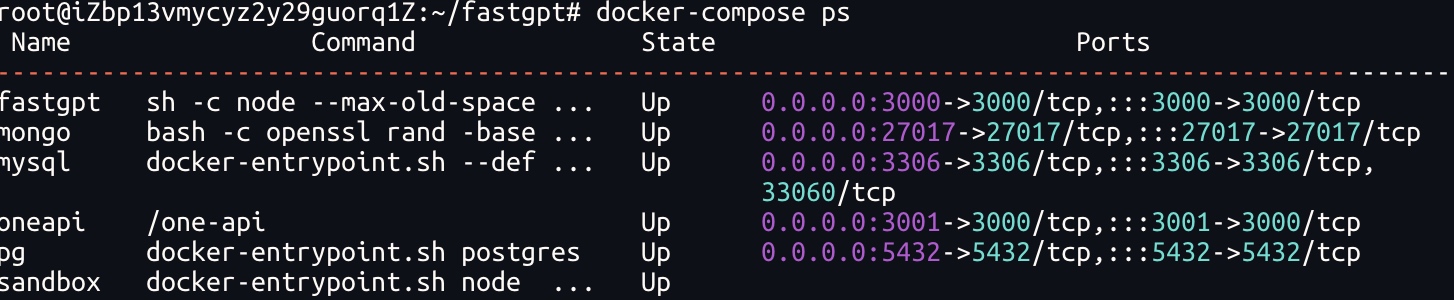 root@iZbp13vmycyz2y29guorq1Z:~/fastgpt# docker-compose ps
Name Command State Ports
--------------------------------------------------------------------------------------------------
fastgpt sh -c node --max-old-space ... Up 0.0.0.0:3000->3000/tcp,:::3000->3000/tcp
mongo bash -c openssl rand -base ... Up 0.0.0.0:27017->27017/tcp,:::27017->27017/tcp
mysql docker-entrypoint.sh --def ... Up 0.0.0.0:3306->3306/tcp,:::3306->3306/tcp,
33060/tcp
oneapi /one-api Up 0.0.0.0:3001->3000/tcp,:::3001->3000/tcp
pg docker-entrypoint.sh postgres Up 0.0.0.0:5432->5432/tcp,:::5432->5432/tcp
sandbox docker-entrypoint.sh node ... Up